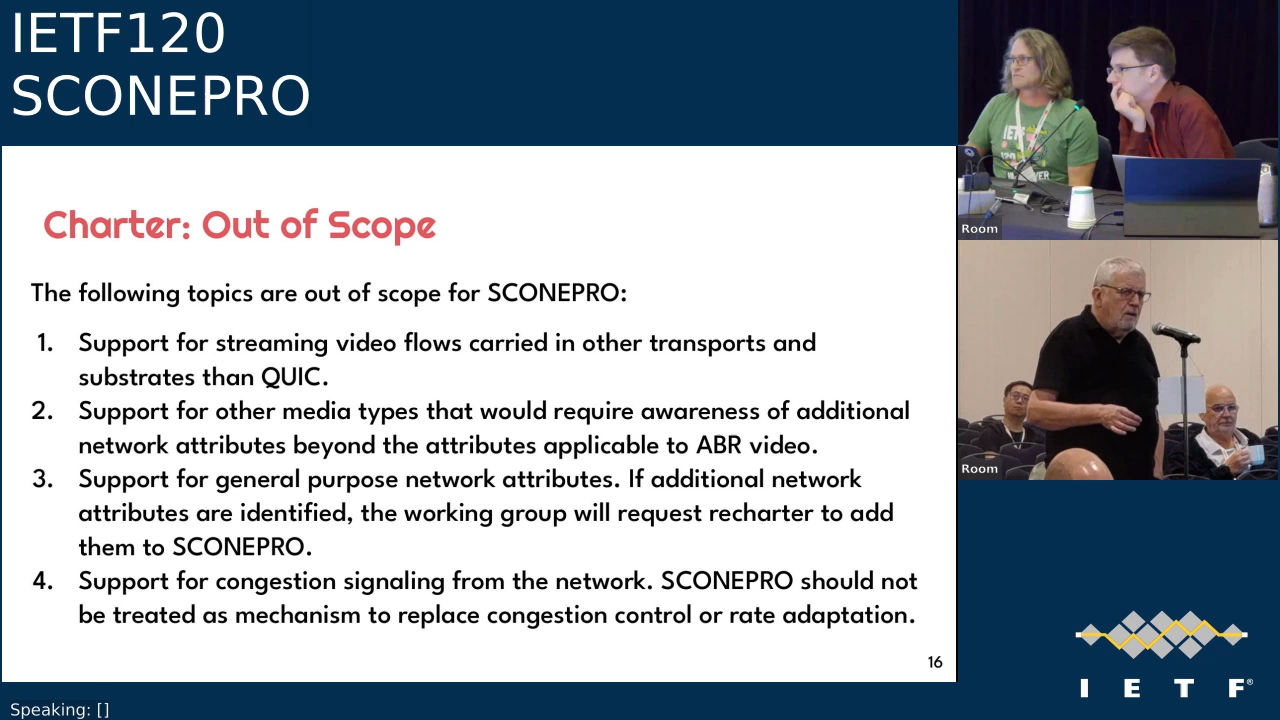 IETF120
SCONEPRO
Charter: Out of Scope
The following topics are out of scope for SCONEPRO:
1. Support for streaming video flows carried in other transports and
substrates than QUIC.
2. Support for other media types that would require awareness of additional
network attributes beyond the attributes applicable to ABR video.
3. Support for general purpose network attributes. If additional network
attributes are identified, the working group will request recharter to add
them to SCONEPRO.
4. Support for congestion signaling from the network. SCONEPRO should not
be treated as mechanism to replace congestion control or rate adaptation.
16
Room
Room
IETF
I E T F®
Speaking: []